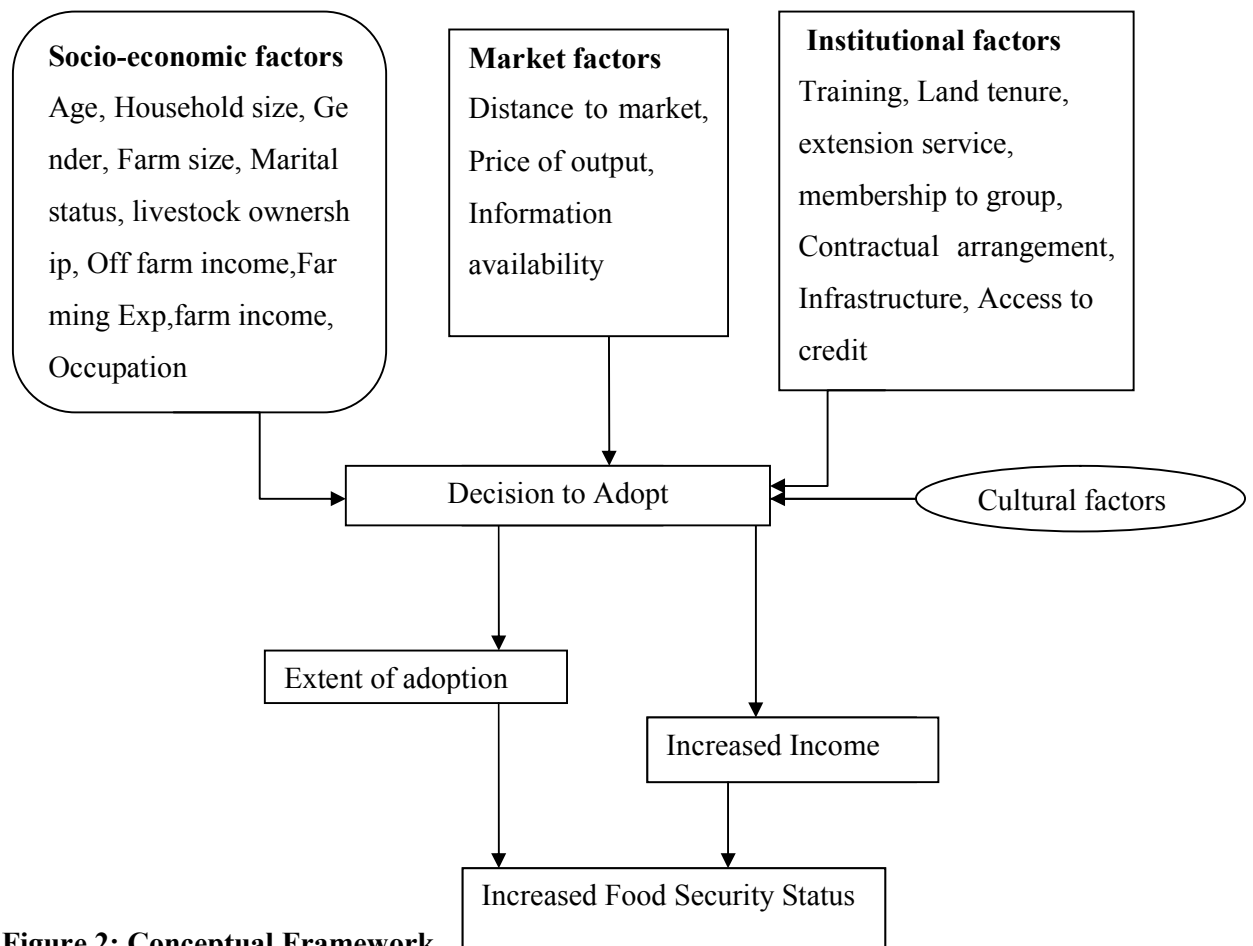 Socio-economic factors
Age, Household size, Ge
nder, Farm size, Marital
status, livestock ownersh
ip, Off farm income,Far
ming Exp,farm income,
Occupation
Market factors
Distance to market,
Price of output,
Information
availability
Institutional factors
Training, Land tenure,
extension service,
membership to group,
Contractual arrangement,
Infrastructure, Access to
credit
Decision to Adopt
Cultural factors
Extent of adoption
Increased Income
Increased Food Security Status
Figure 2: Conceptual Framework